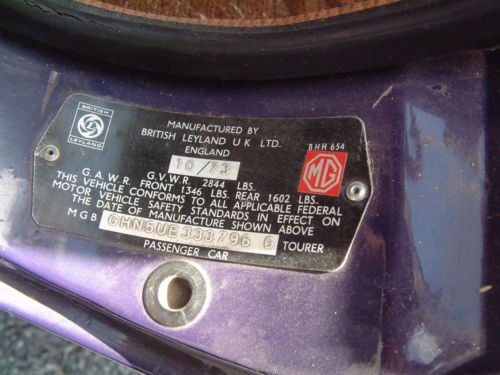 BRITISH
L
LEYLAND
MANUFACTURED BY
BRITISH LEYLAND UK LTD.
ENGLAND
BHH 654
MG
10/73
G.V.W.R. 2844 LBS.
G.A.W.R. FRONT 1346 LBS. REAR 1602 LBS.
THIS VEHICLE CONFORMS TO ALL APPLICABLE FEDERAL
MOTOR VEHICLE SAFETY STANDARDS IN EFFECT ON
THE DATE OF MANUFACTURE SHOWN ABOVE
MGB GHN5UE333796 G TOURER
PASSENGER CAR